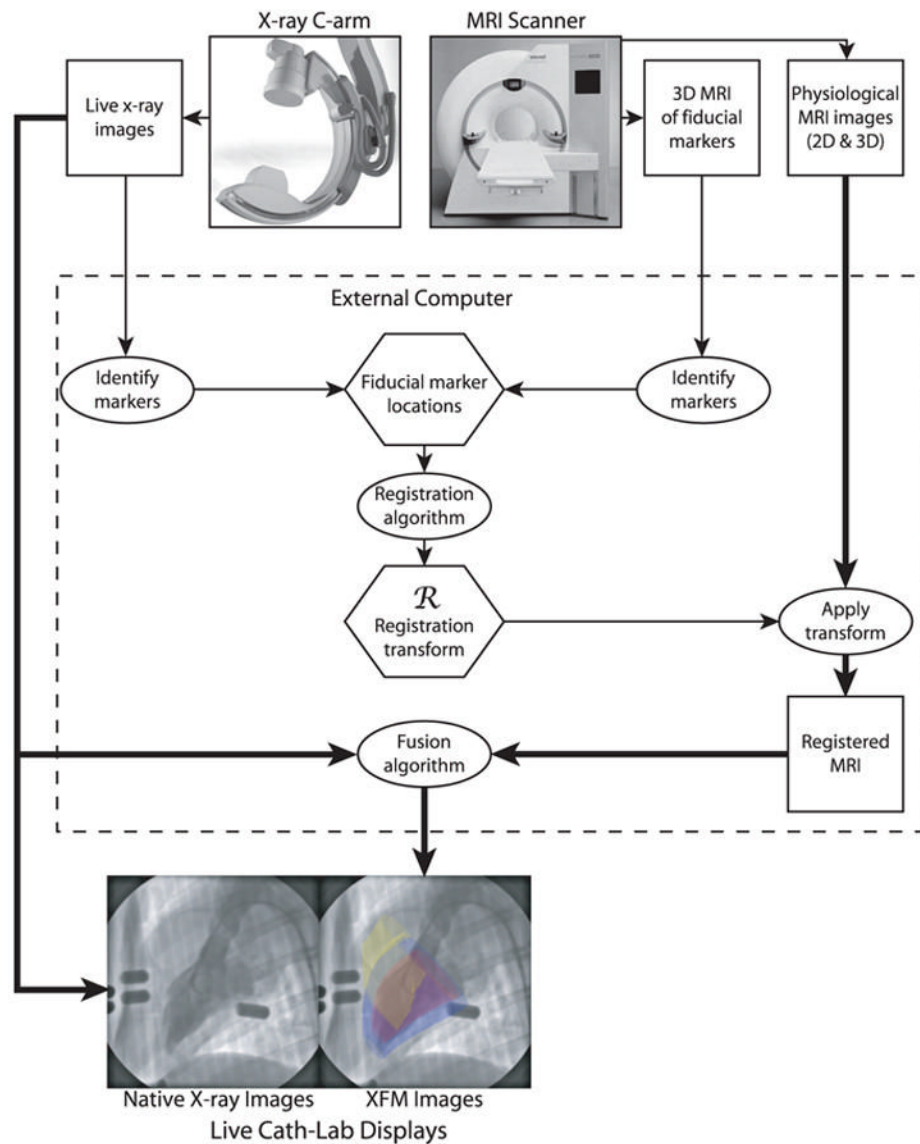 X-ray C-arm
MRI Scanner
Live x-ray
images
3D MRI
of fiducial
markers
Physiological
MRI images
(2D & 3D)
External Computer
Identify
markers
Fiducial marker
locations
Identify
markers
Registration
algorithm
ℛ
Registration
transform
Apply
transform
Fusion
algorithm
Registered
MRI
Native X-ray Images
XFM Images
Live Cath-Lab Displays